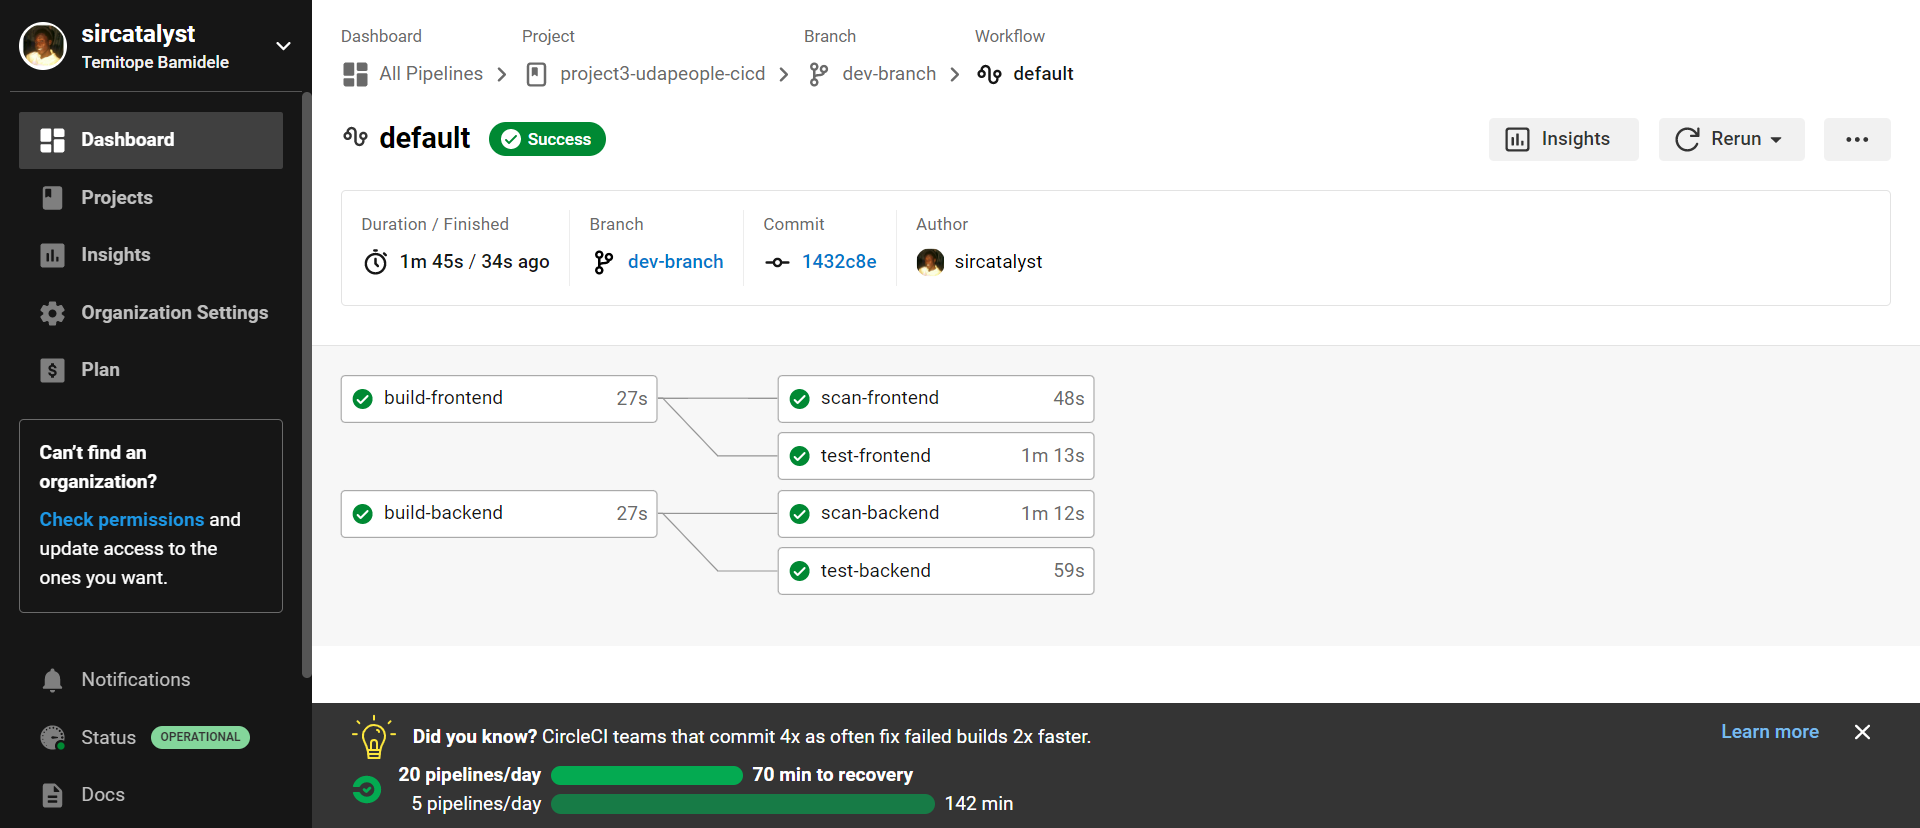 sircatalyst
Temitope Bamidele
Dashboard
Projects
Insights
Organization Settings
Plan
Can't find an
organization?
Check permissions and
update access to the
ones you want.
Notifications
Status OPERATIONAL
Docs
Dashboard Project Branch Workflow
All Pipelines project3-udapeople-cicd dev-branch default
default Success
Insights Rerun
Duration / Finished Branch Commit Author
1m 45s / 34s ago dev-branch 1432c8e sircatalyst
build-frontend 27s scan-frontend 48s
test-frontend 1m 13s
build-backend 27s scan-backend 1m 12s
test-backend 59s
Did you know? CircleCI teams that commit 4x as often fix failed builds 2x faster.
Learn more
20 pipelines/day 70 min to recovery
5 pipelines/day 142 min